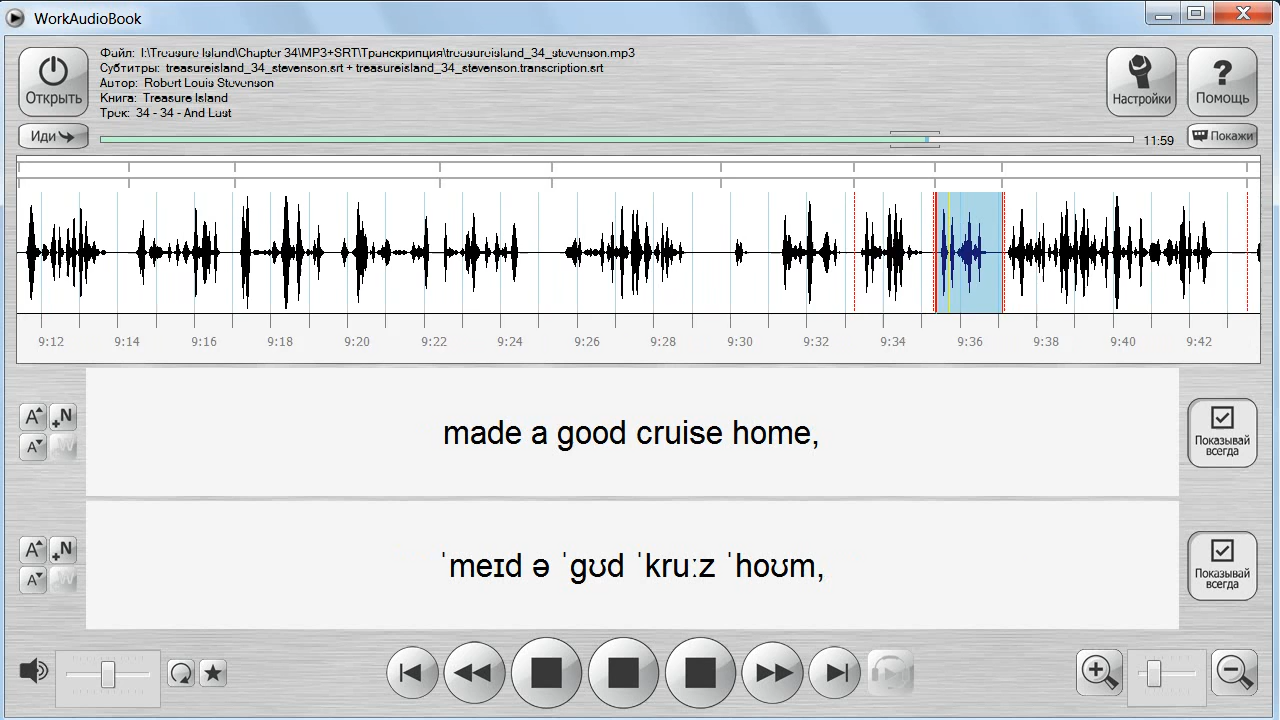 WorkAudioBook
Файл: I:\Treasure Island\Chapter 34\MP3+SRT\Транскрипция\treasureisland_34_stevenson.mp3
Субтитры: treasureisland_34_stevenson.srt + treasureisland_34_stevenson.transcription.srt
Автор: Robert Louis Stevenson
Книга: Treasure Island
Трек: 34 - 34 - And Last
Открыть
Настройки
Помощь
Иди
11:59
Покажи
9:12 9:14 9:16 9:18 9:20 9:22 9:24 9:26 9:28 9:30 9:32 9:34 9:36 9:38 9:40 9:42
A +N
A W
made a good cruise home,
Показывай
всегда
A +N
A W
ˈmeɪd ə ˈɡʊd ˈkruːz ˈhoʊm,
Показывай
всегда